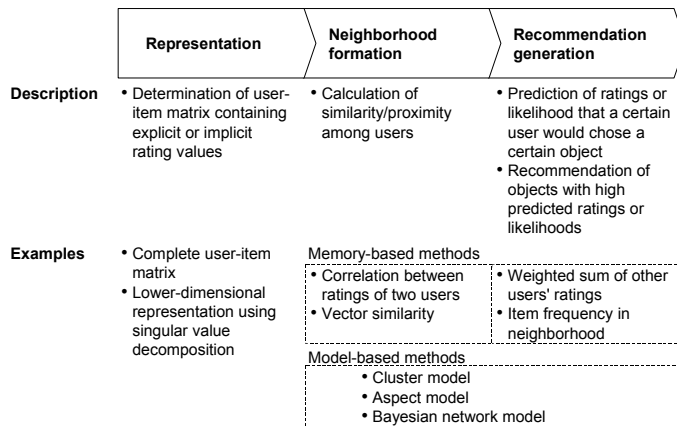 Representation
Neighborhood
formation
Recommendation
generation
Description
• Determination of user-
item matrix containing
explicit or implicit
rating values
• Calculation of
similarity/proximity
among users
• Prediction of ratings or
likelihood that a certain
user would chose a
certain object
• Recommendation of
objects with high
predicted ratings or
likelihoods
Examples
• Complete user-item
matrix
• Lower-dimensional
representation using
singular value
decomposition
Memory-based methods
• Correlation between
ratings of two users
• Vector similarity
• Weighted sum of other
users' ratings
• Item frequency in
neighborhood
Model-based methods
• Cluster model
• Aspect model
• Bayesian network model